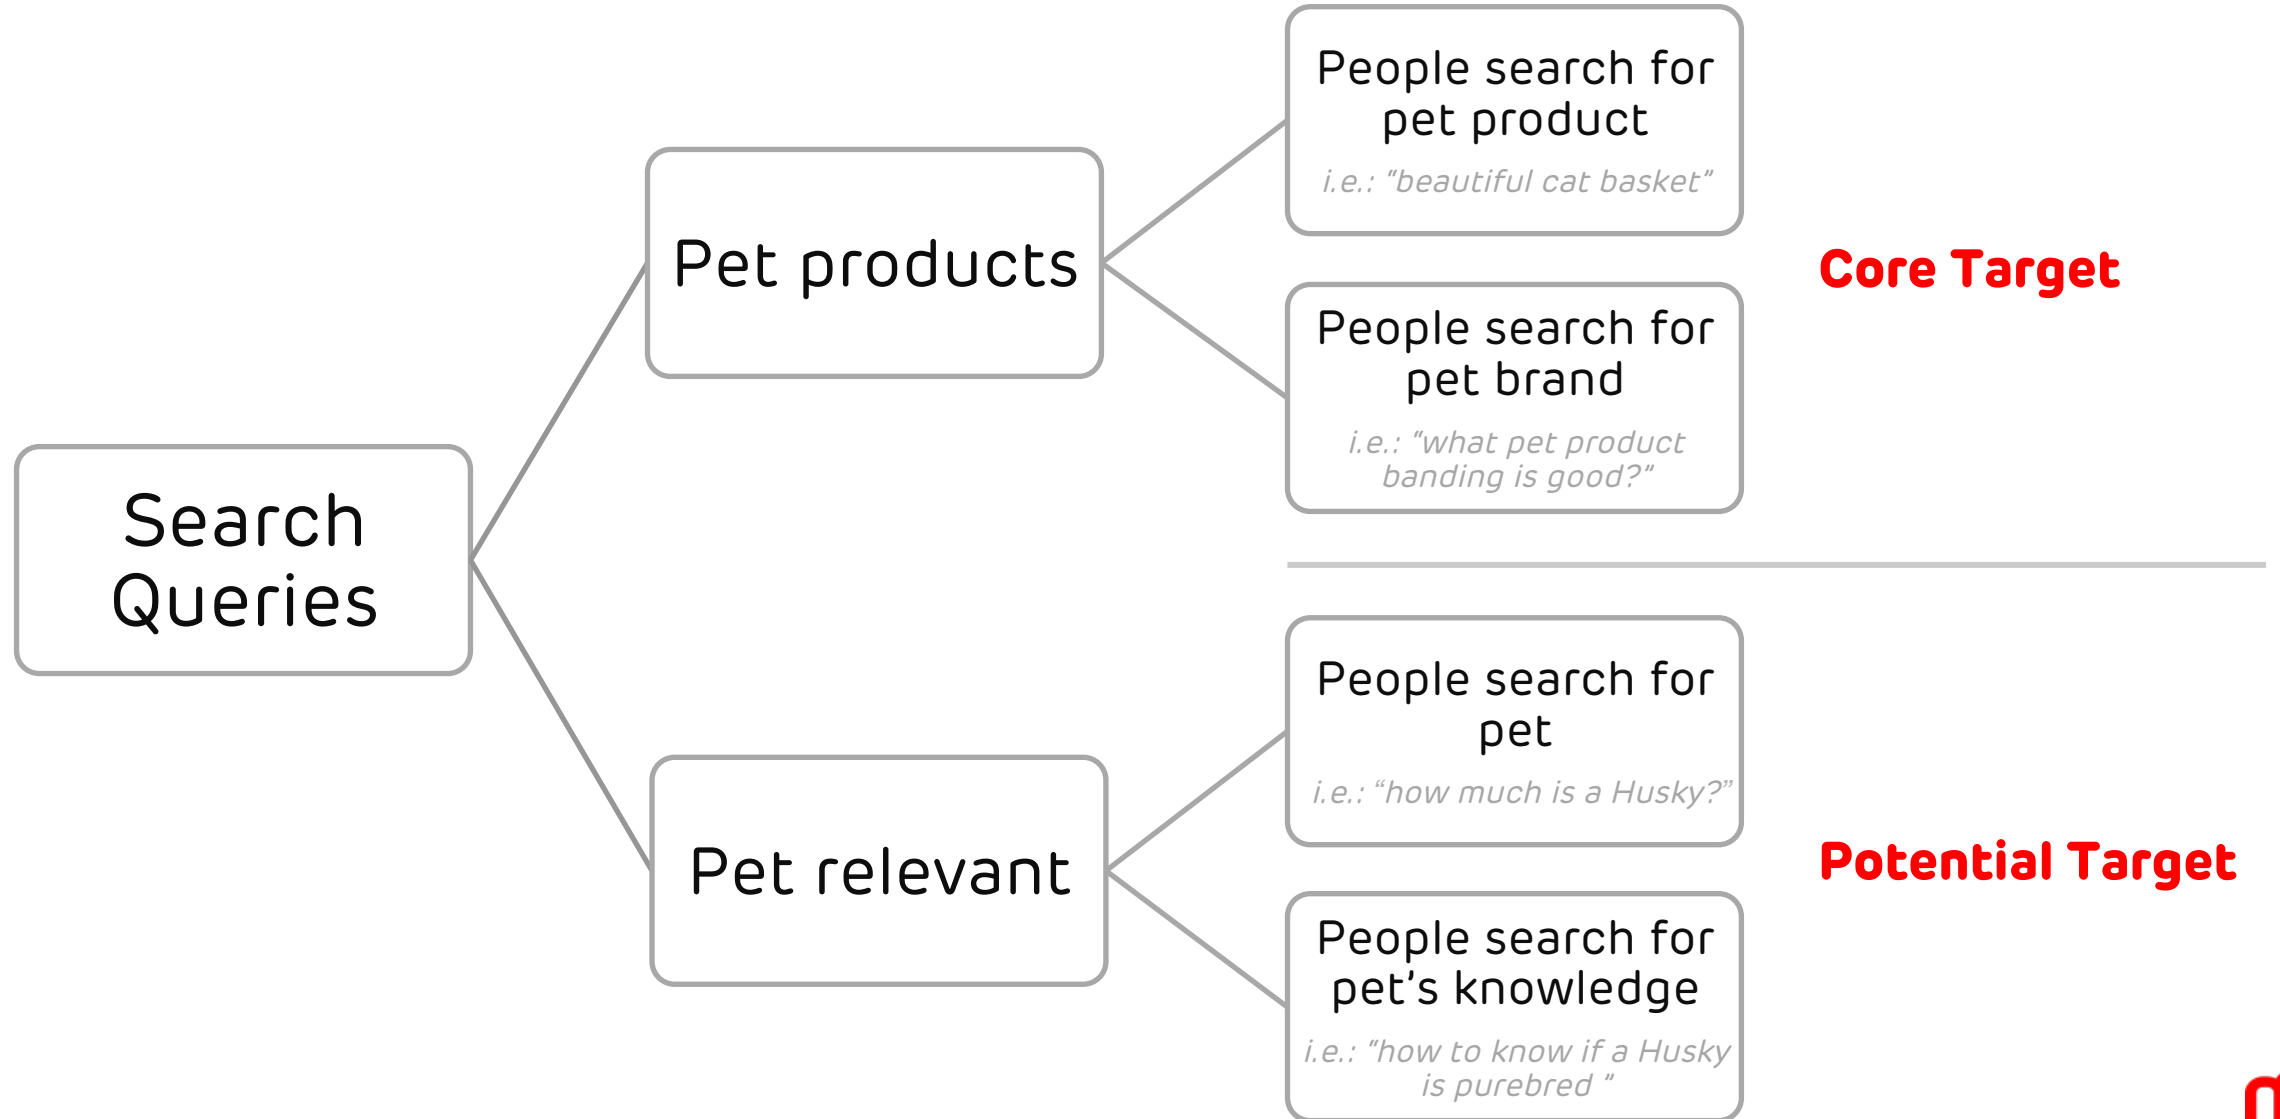 Search
Queries
Pet products
People search for
pet product
i.e.: “beautiful cat basket”
People search for
pet brand
i.e.: “what pet product
banding is good?”
Core Target
Pet relevant
People search for
pet
i.e.: “how much is a Husky?”
People search for
pet’s knowledge
i.e.: “how to know if a Husky
is purebred ”
Potential Target